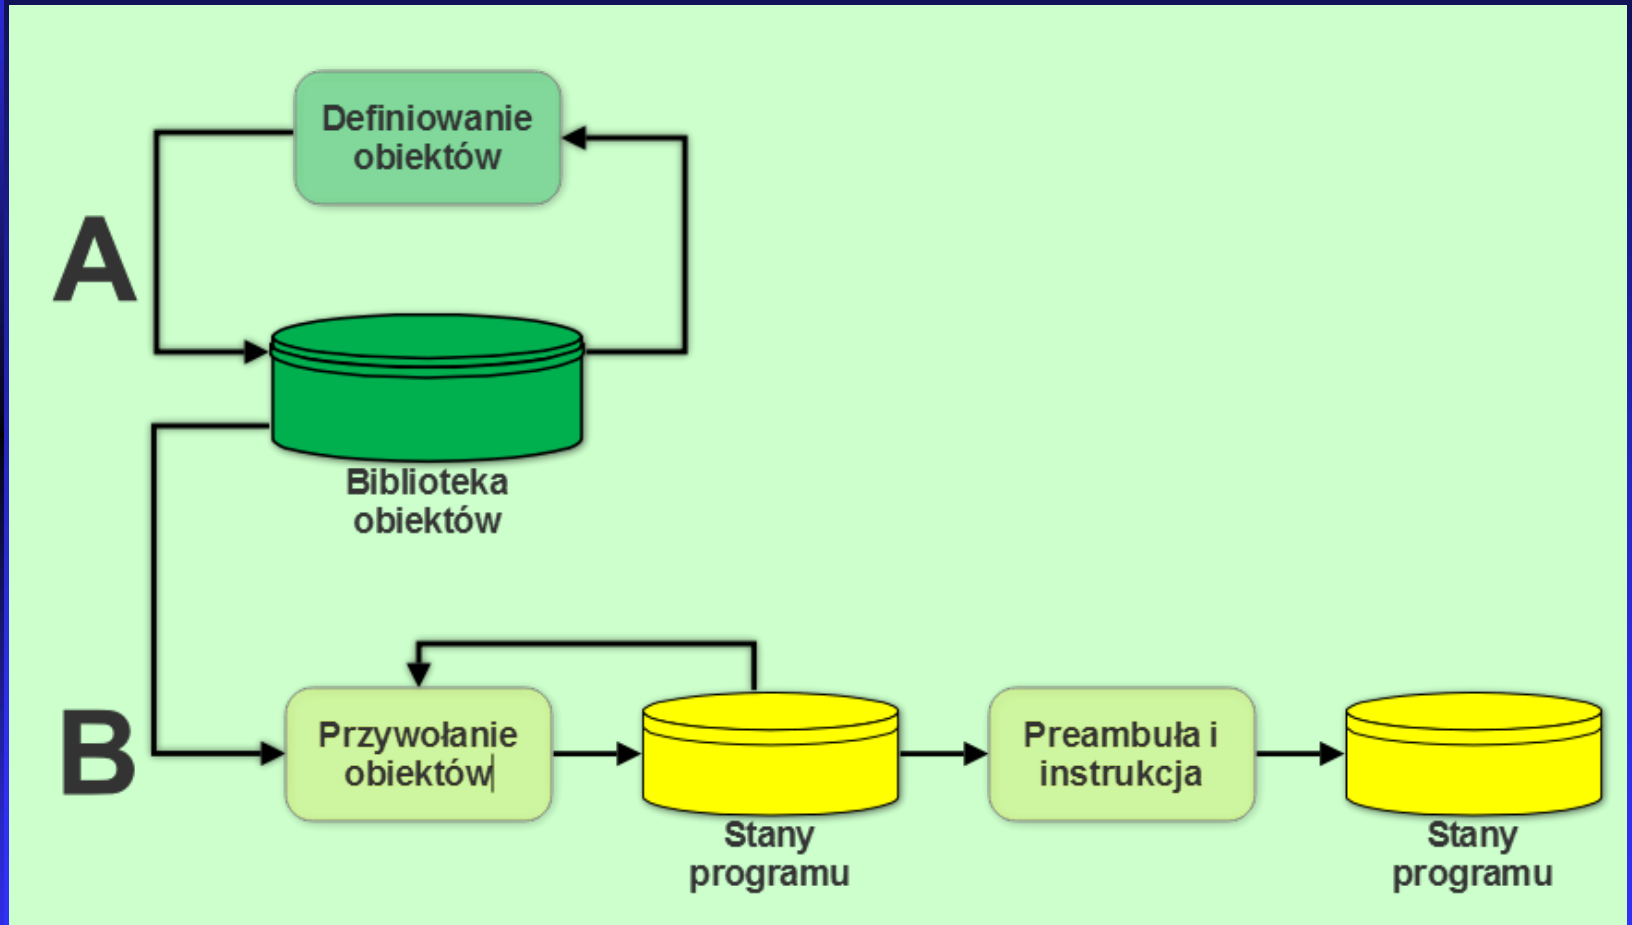 Definiowanie
obiektów
A
Biblioteka
obiektów
B
Przywołanie
obiektów
Stany
programu
Preambuła i
instrukcja
Stany
programu